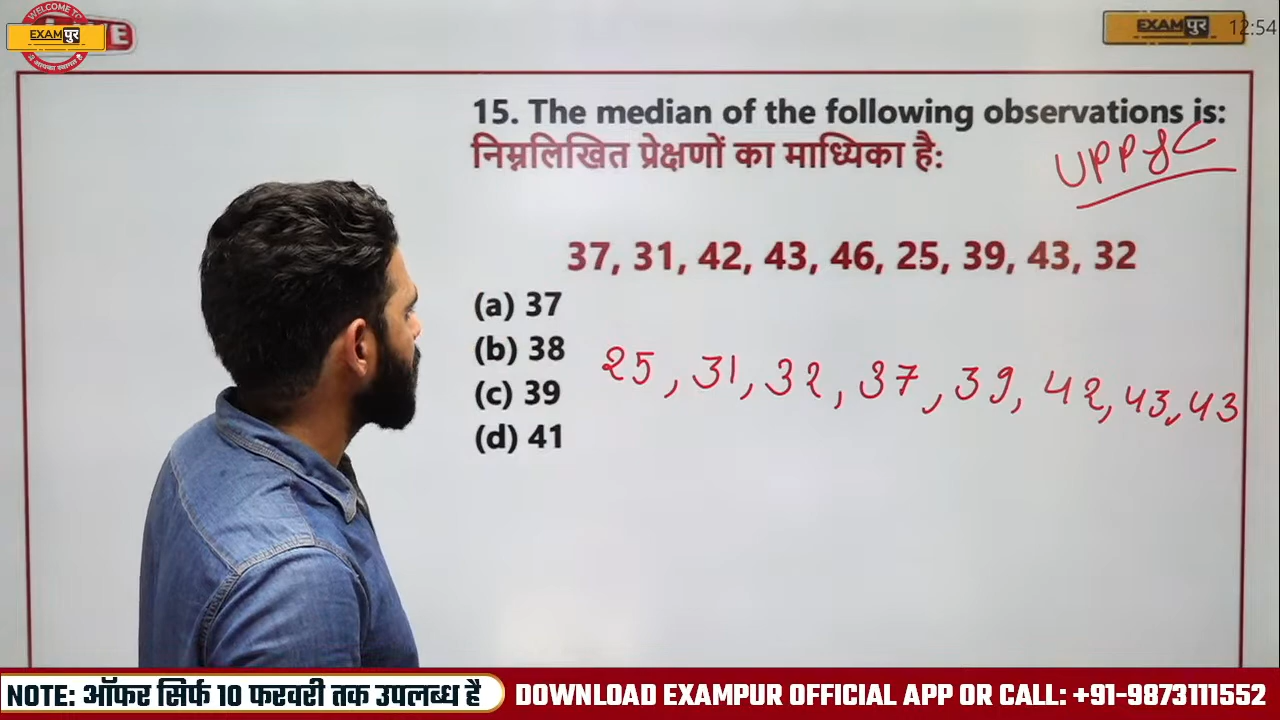 WELCOME TO
EXAMपुर
EXAMपुर
12:54
15. The median of the following observations is:
निम्नलिखित प्रेक्षणों का माध्यिका है:
UPPSC
37, 31, 42, 43, 46, 25, 39, 43, 32
(a) 37
(b) 38
(c) 39
(d) 41
25, 31, 32, 37, 39, 42, 43, 43
NOTE: ऑफर सिर्फ 10 फरवरी तक उपलब्ध है
DOWNLOAD EXAMPUR OFFICIAL APP OR CALL: +91-9873111552